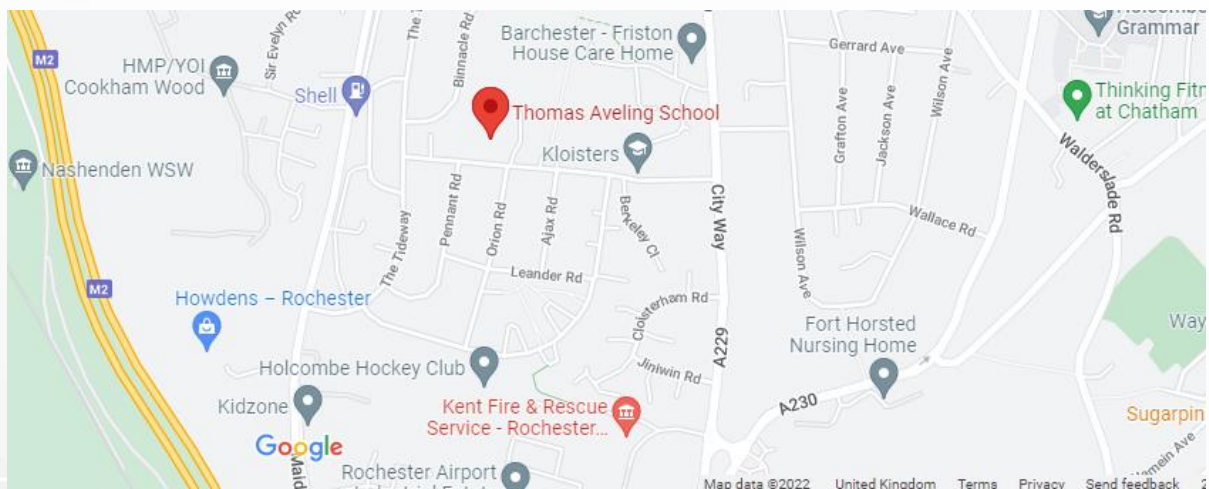 M2
HMP/YOI
Cookham Wood
Sir Evelyn Rd
Shell
Binnacle Rd
Barchester - Friston
House Care Home
Gerrard Ave
Grammar
Thomas Aveling School
Thinking Fitn
at Chatham
Nashenden WSW
Kloisters
Grafton Ave
Jackson Ave
Wilson Ave
Walderslade Rd
City Way
Pennant Rd
Orion Rd
Ajax Rd
Berkeley Cl
Wallace Rd
The Tideway
Leander Rd
Wilson Ave
M2
Howdens – Rochester
Cloisterham Rd
Fort Horsted
Nursing Home
Way
A229
Holcombe Hockey Club
Jiniwin Rd
Kidzone
Kent Fire & Rescue
Service - Rochester...
A230
Sugarpin
Google
Maid
Rochester Airport
Map data ©2022 United Kingdom Terms Privacy Send feedback